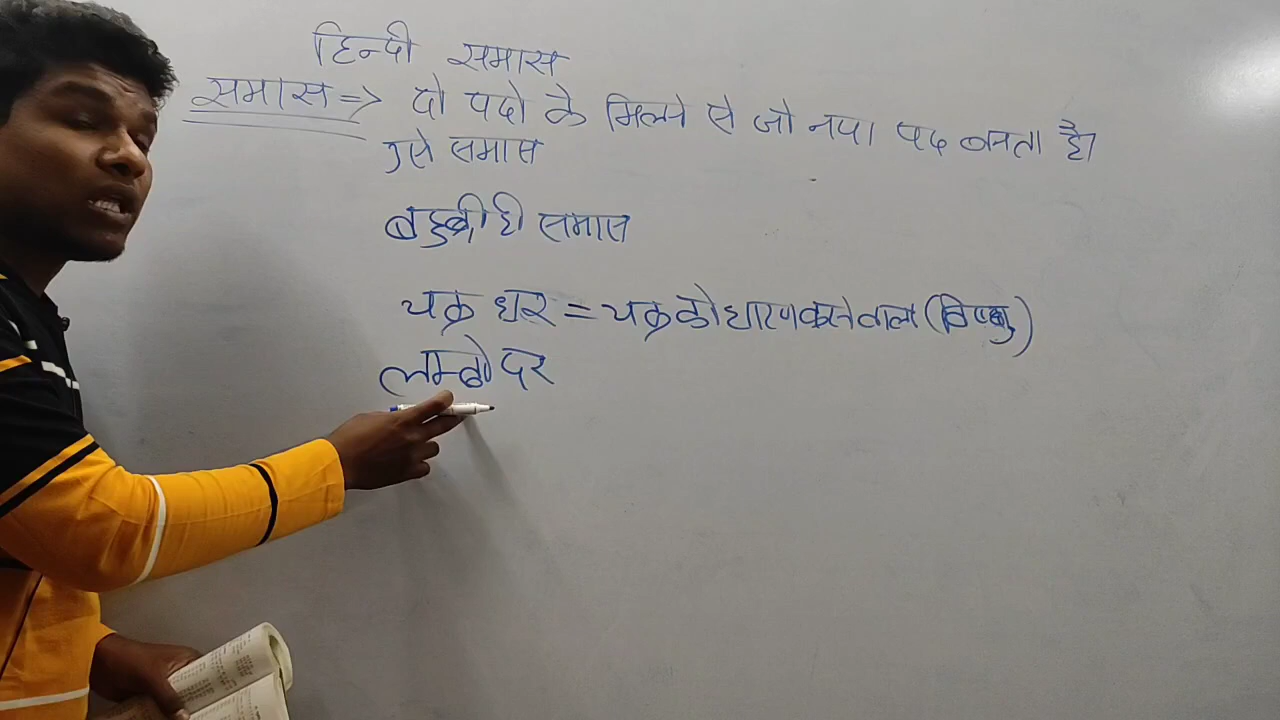 हिन्दी समास
समास => दो पदो के मिलने से जो नया पद बनता है।
उसे समास
बहुब्रीही समास
चक्र धर = चक्र को धारण करने वाला (विष्णु)
लम्बोदर